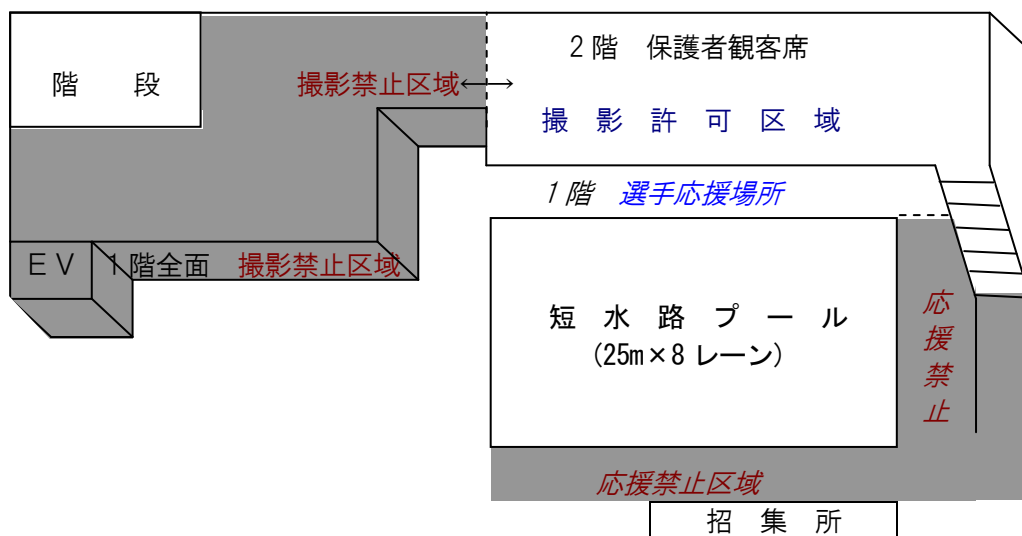 2階　保護者観客席
階　段
撮影禁止区域
撮　影　許　可　区　域
1階　選手応援場所
EV
1階全面　撮影禁止区域
応援禁止
短　水　路　プ　ー　ル
(25m×8レーン)
応援禁止区域
招　集　所